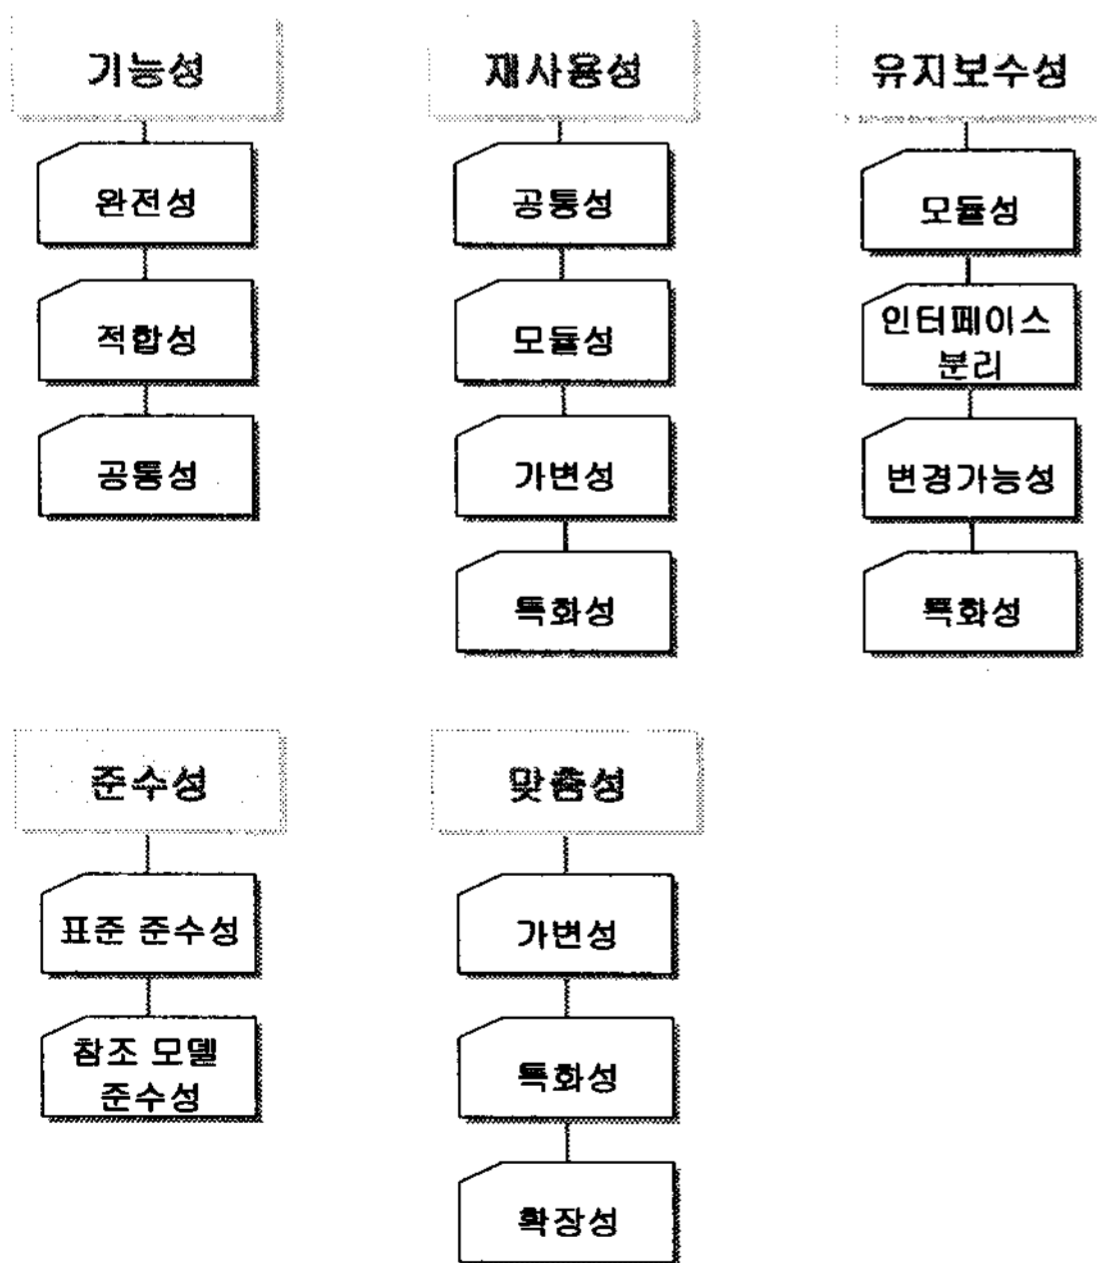 기능성
완전성
적합성
공통성
재사용성
공통성
모듈성
가변성
특화성
유지보수성
모듈성
인터페이스
분리
변경가능성
특화성
준수성
표준 준수성
참조 모델
준수성
맞춤성
가변성
특화성
확장성